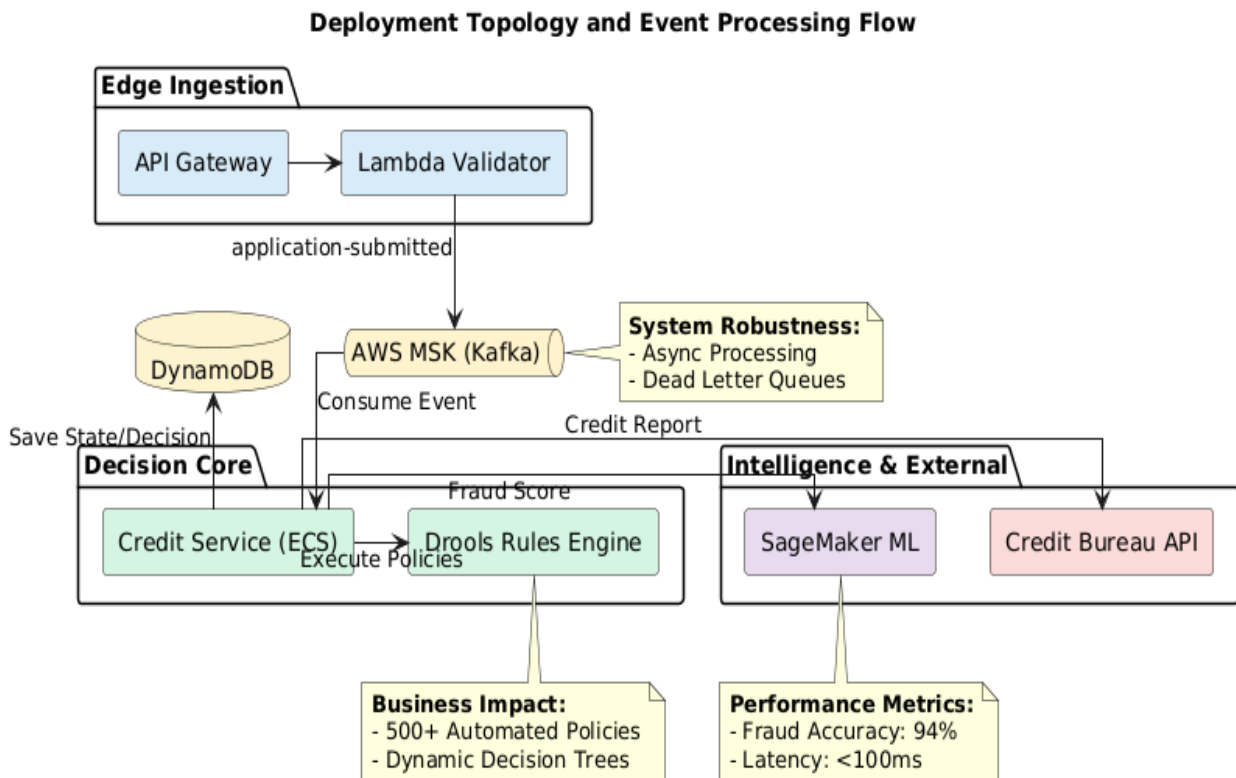 Deployment Topology and Event Processing Flow
Edge Ingestion
API Gateway
Lambda Validator
application-submitted
DynamoDB
AWS MSK (Kafka)
System Robustness:
- Async Processing
- Dead Letter Queues
Consume Event
Credit Report
Save State/Decision
Decision Core
Intelligence & External
Fraud Score
Credit Service (ECS)
Execute Policies
Drools Rules Engine
SageMaker ML
Credit Bureau API
Business Impact:
- 500+ Automated Policies
- Dynamic Decision Trees
Performance Metrics:
- Fraud Accuracy: 94%
- Latency: <100ms